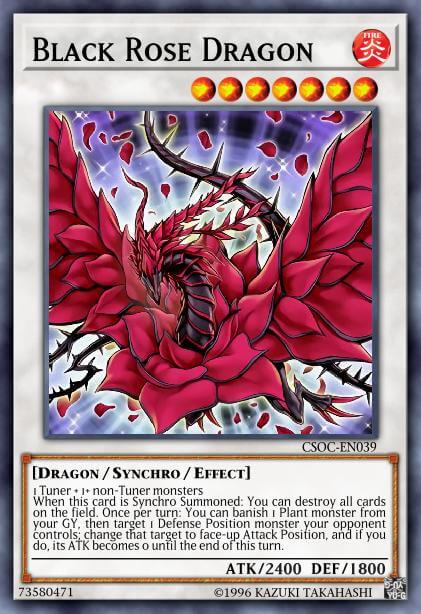 BLACK ROSE DRAGON
FIRE
炎
CSOC-EN039
[DRAGON / SYNCHRO / EFFECT]
1 Tuner + 1+ non-Tuner monsters
When this card is Synchro Summoned: You can destroy all cards
on the field. Once per turn: You can banish 1 Plant monster from
your GY, then target 1 Defense Position monster your opponent
controls; change that target to face-up Attack Position, and if you
do, its ATK becomes 0 until the end of this turn.
ATK/2400 DEF/1800
73580471
©1996 KAZUKI TAKAHASHI